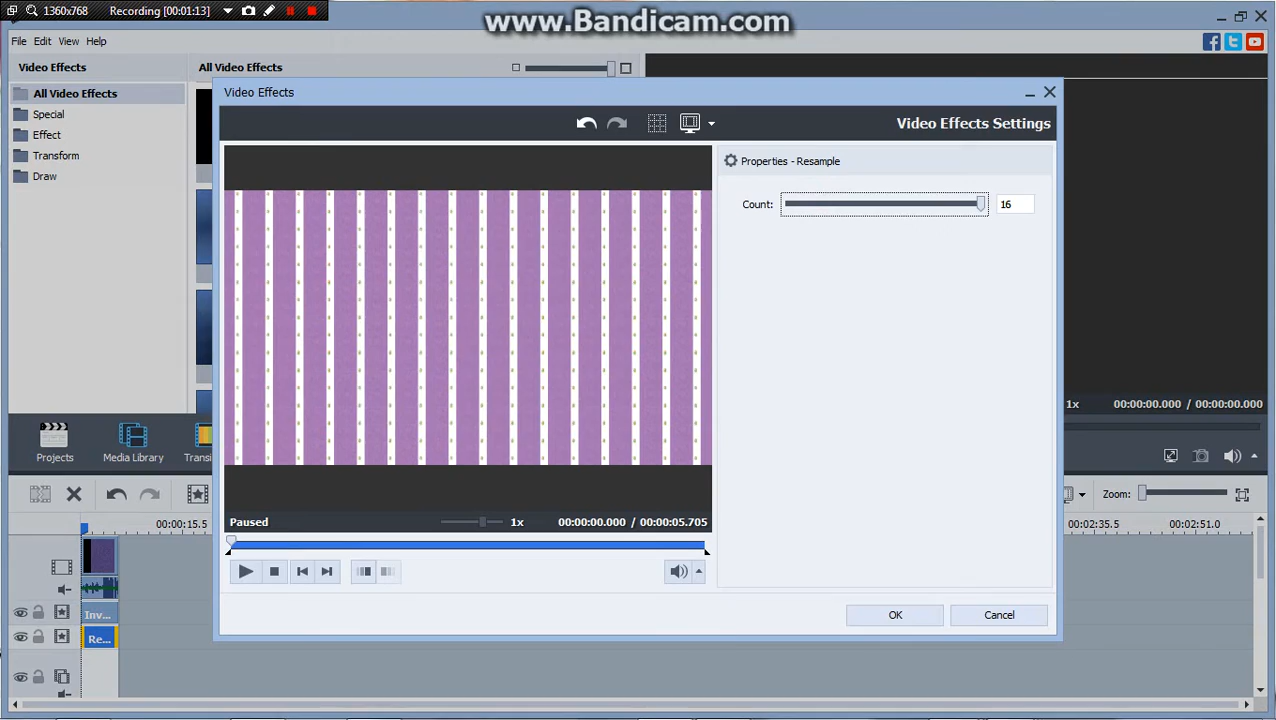 1360x768 Recording [00:01:13]
www.Bandicam.com
File Edit View Help
Video Effects All Video Effects
All Video Effects
Special
Effect
Transform
Draw
Video Effects
Video Effects Settings
Properties - Resample
Count: 16
Paused 1x 00:00:00.000 / 00:00:05.705
1x 00:00:00.000 / 00:00:00.000
Projects Media Library
Zoom:
00:00:15.5 00:02:35.5 00:02:51.0
OK Cancel
Inv...
Re...